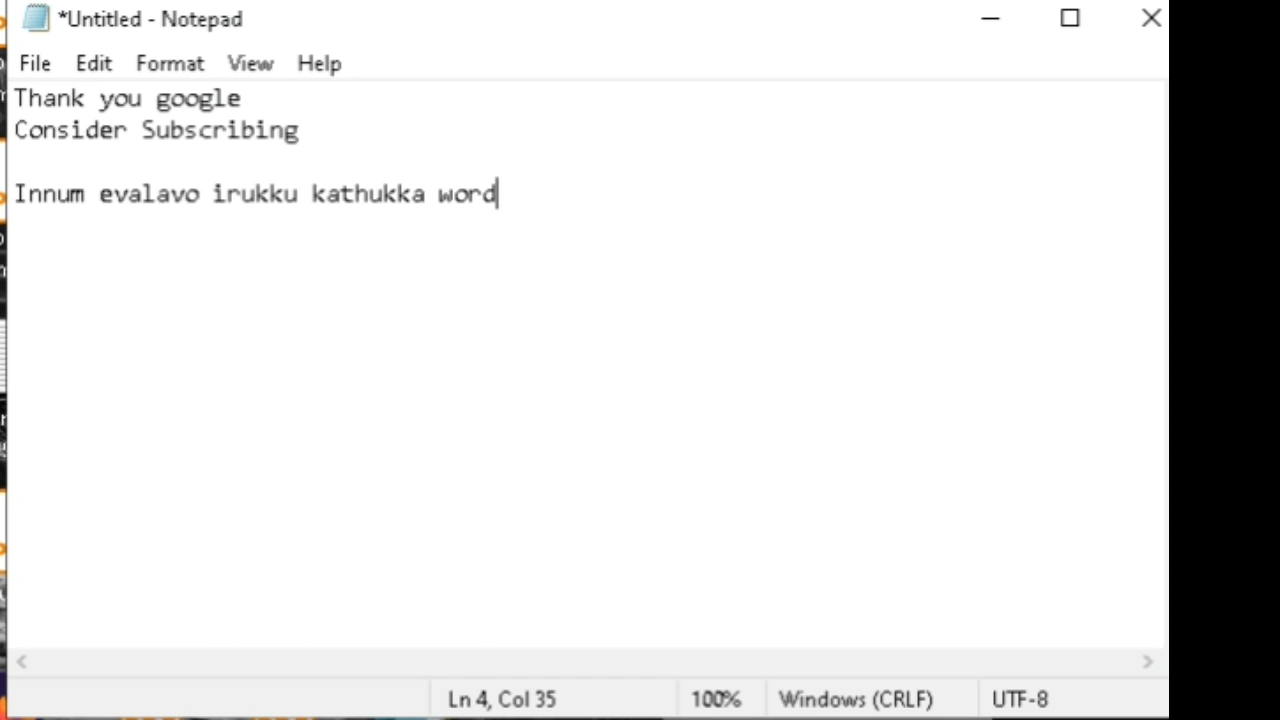 *Untitled - Notepad
File Edit Format View Help
Thank you google
Consider Subscribing
Innum evalavo irukku kathukka word
Ln 4, Col 35 100% Windows (CRLF) UTF-8